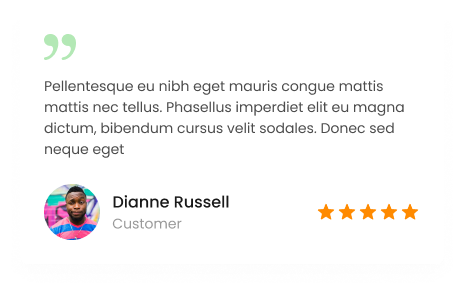 Pellentesque eu nibh eget mauris congue mattis
mattis nec tellus. Phasellus imperdiet elit eu magna
dictum, bibendum cursus velit sodales. Donec sed
neque eget
Dianne Russell
Customer